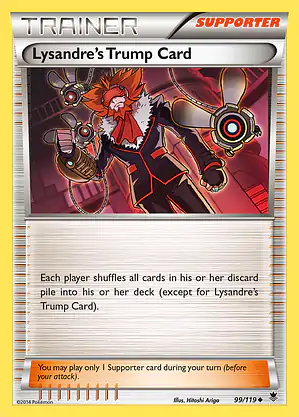 TRAINER
SUPPORTER
Lysandre's Trump Card
Each player shuffles all cards in his or her discard
pile into his or her deck (except for Lysandre's
Trump Card).
You may play only 1 Supporter card during your turn (before
your attack).
©2014 Pokémon
Illus. Hitoshi Ariga
99/119